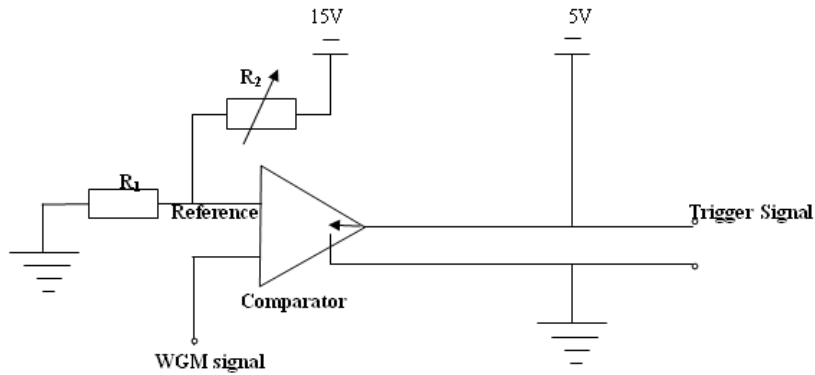 15V
5V
R2
R1
Reference
Trigger Signal
Comparator
WGM signal